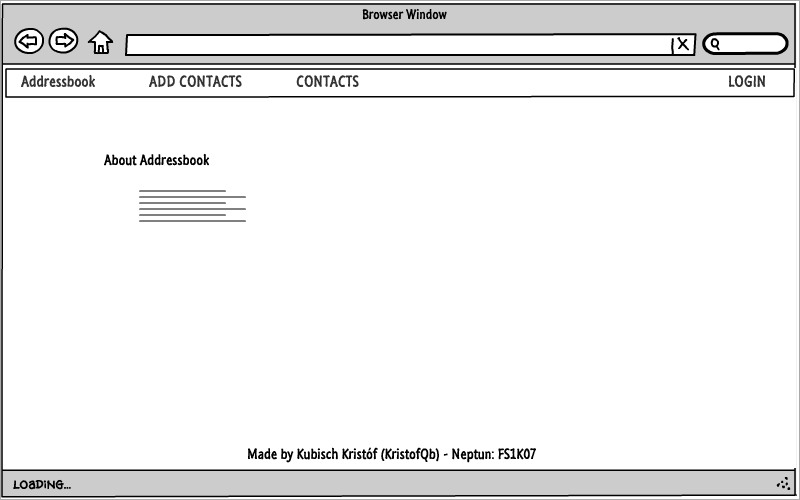 Browser Window
Addressbook ADD CONTACTS CONTACTS LOGIN
About Addressbook
Made by Kubisch Kristóf (KristofQb) - Neptun: FS1K07
LOADING...